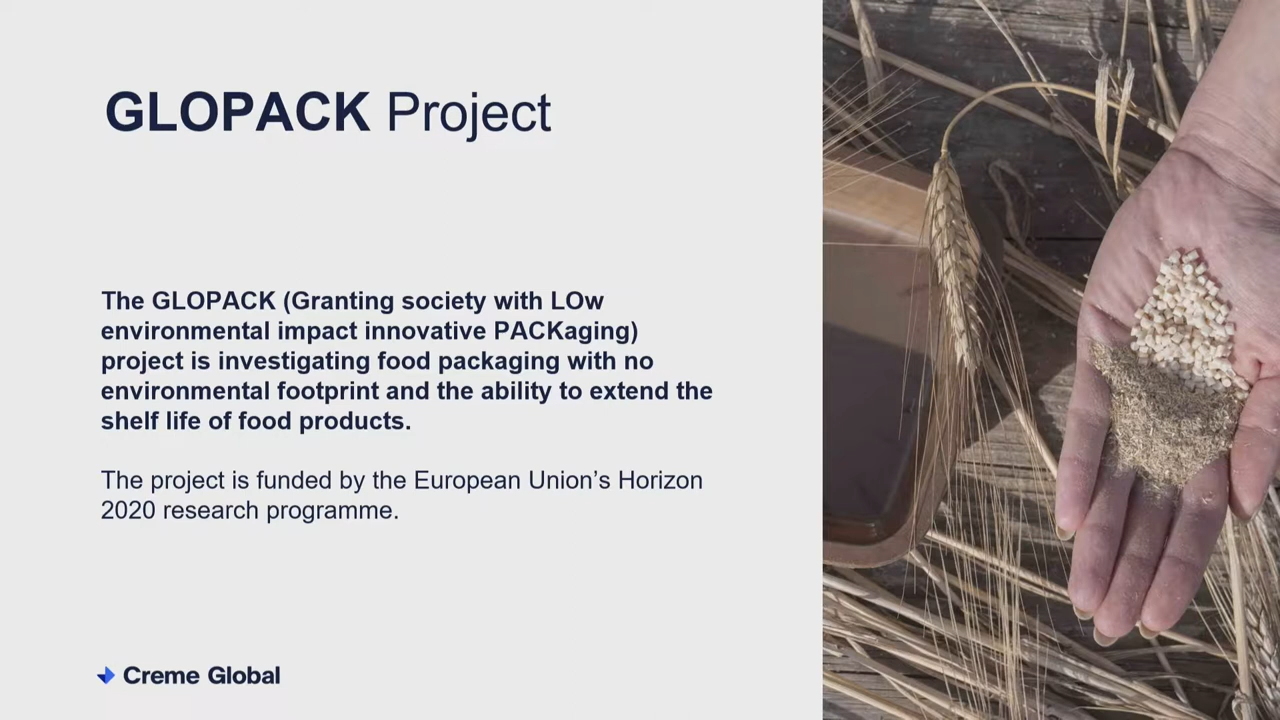 GLOPACK Project
The GLOPACK (Granting society with LOw
environmental impact innovative PACKaging)
project is investigating food packaging with no
environmental footprint and the ability to extend the
shelf life of food products.
The project is funded by the European Union’s Horizon
2020 research programme.
Creme Global